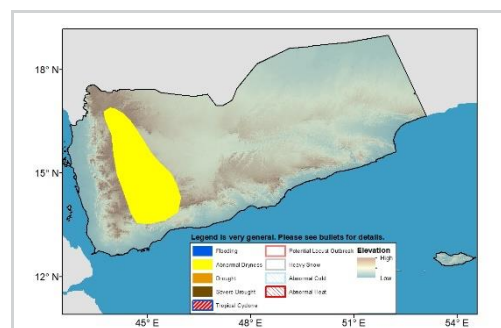 18° N
15° N
12° N
Legend is very general. Please see bullets for details.
Flooding
Abnormal Dryness
Drought
Severe Drought
Tropical Cyclone
Potential Locust Outbreak
Heavy Snow
Abnormal Cold
Abnormal Heat
Elevation
High
Low
45° E
48° E
51° E
54° E